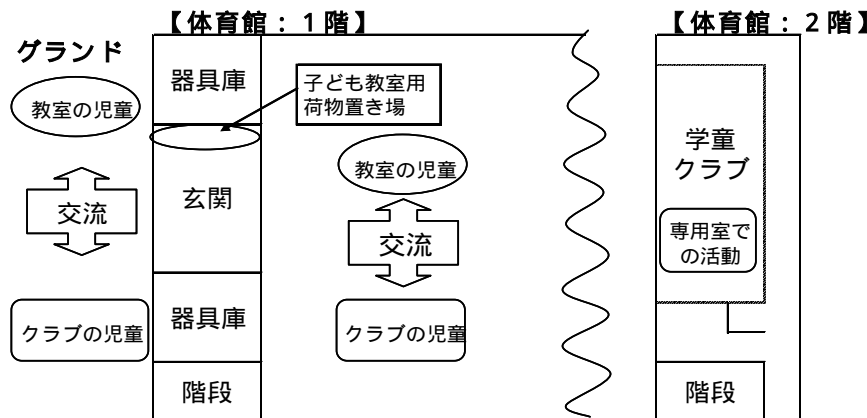 【体育館：１階】
【体育館：２階】
グランド
教室の児童
交流
クラブの児童
器具庫
玄関
器具庫
階段
子ども教室用
荷物置き場
教室の児童
交流
クラブの児童
学童
クラブ
専用室で
の活動
階段